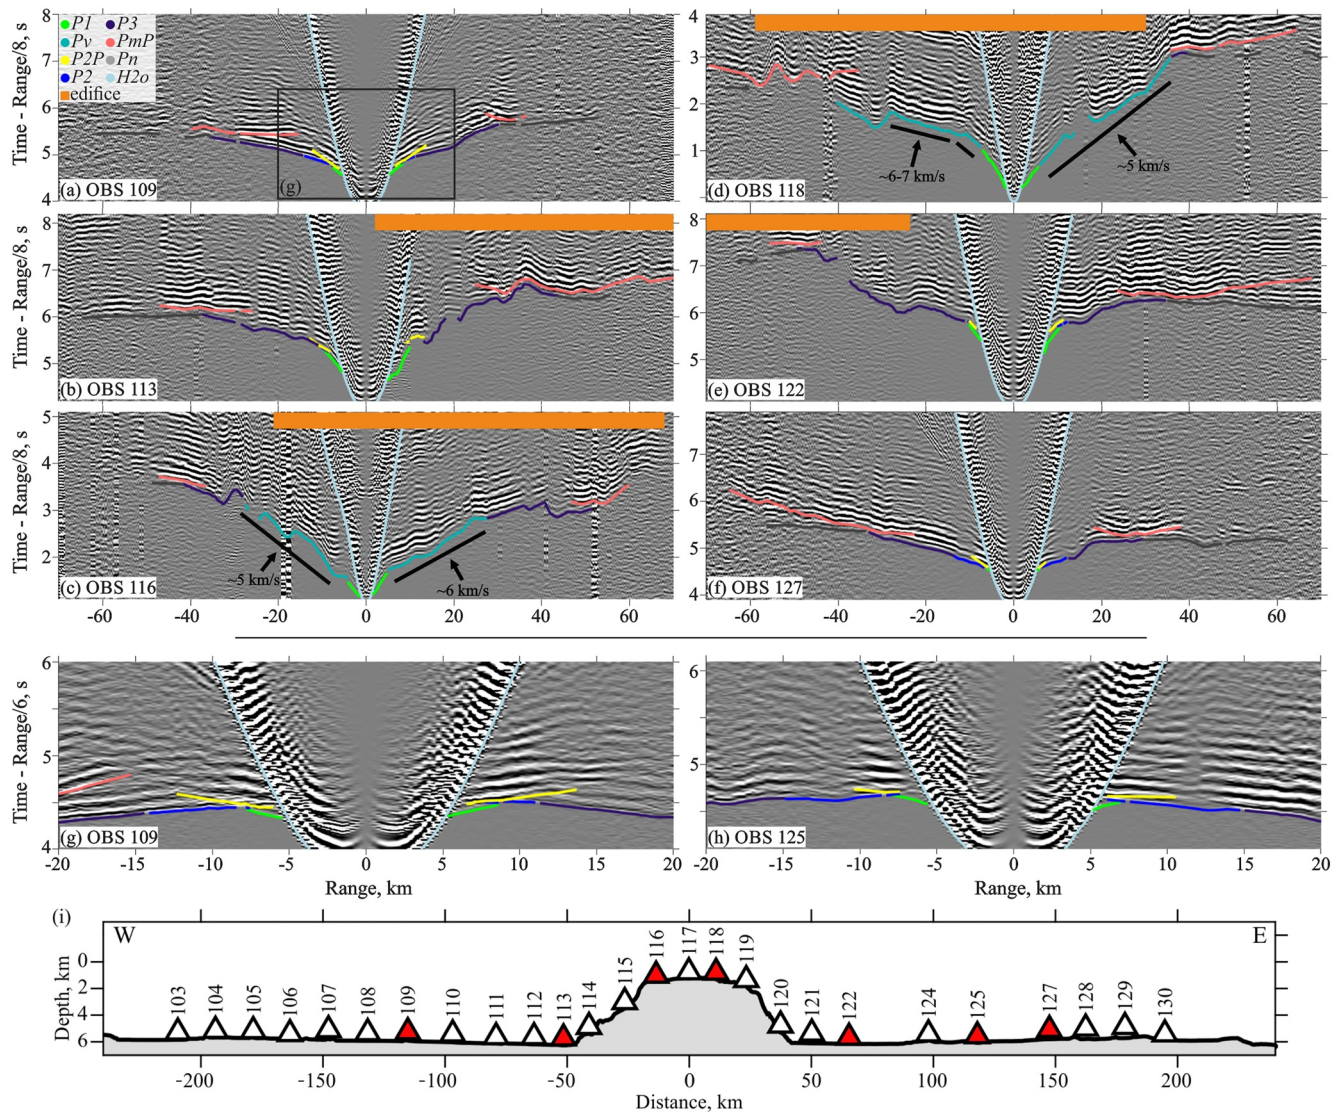 P1 P3
Pv PmP
P2P Pn
P2 H2o
edifice
Time - Range/8, s
8
7
6
5
4
(g)
(a) OBS 109
Time - Range/8, s
8
7
6
5
(b) OBS 113
Time - Range/8, s
5
4
3
2
~5 km/s
~6 km/s
(c) OBS 116
-60 -40 -20 0 20 40 60
4
3
2
1
~6-7 km/s
~5 km/s
(d) OBS 118
8
7
6
5
(e) OBS 122
7
6
5
4
(f) OBS 127
-60 -40 -20 0 20 40 60
Time - Range/6, s
6
5
4
(g) OBS 109
-20 -15 -10 -5 0 5 10 15 20
Range, km
6
5
(h) OBS 125
-20 -15 -10 -5 0 5 10 15 20
Range, km
(i)
W E
Depth, km
0
2
4
6
103 104 105 106 107 108 109 110 111 112 113 114 115 116 117 118 119 120 121 122 124 125 127 128 129 130
-200 -150 -100 -50 0 50 100 150 200
Distance, km